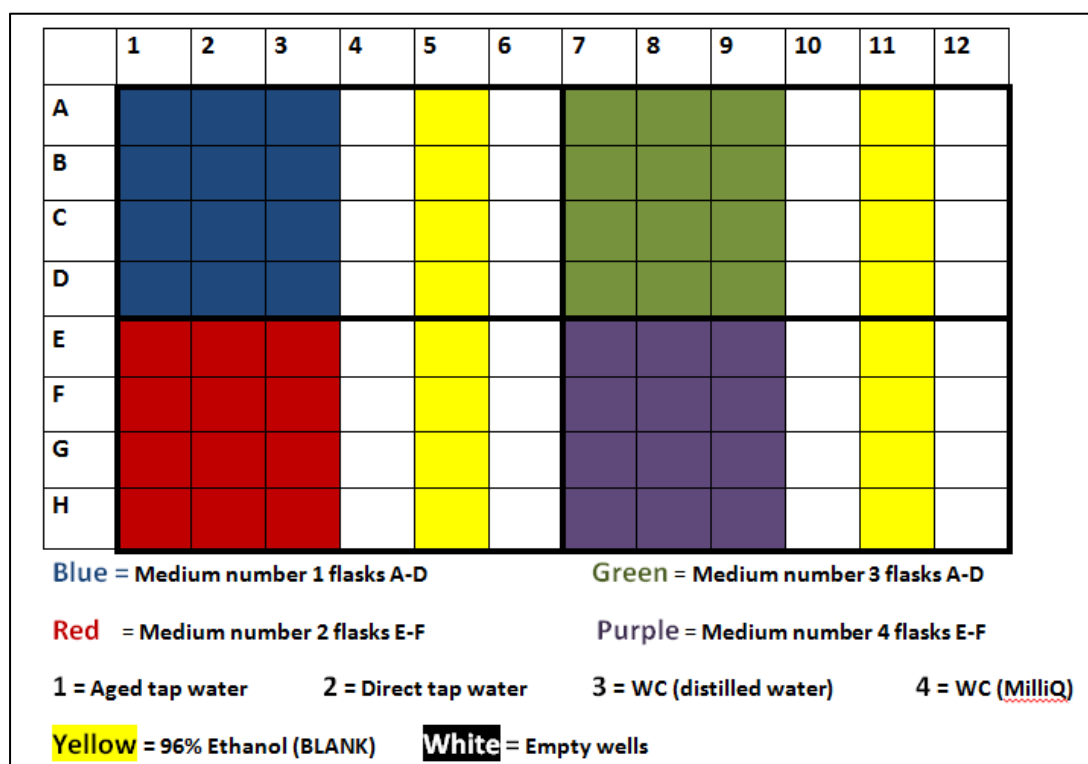 1 2 3 4 5 6 7 8 9 10 11 12
A
B
C
D
E
F
G
H
Blue = Medium number 1 flasks A-D Green = Medium number 3 flasks A-D
Red = Medium number 2 flasks E-F Purple = Medium number 4 flasks E-F
1 = Aged tap water 2 = Direct tap water 3 = WC (distilled water) 4 = WC (MilliQ)
Yellow = 96% Ethanol (BLANK) White = Empty wells